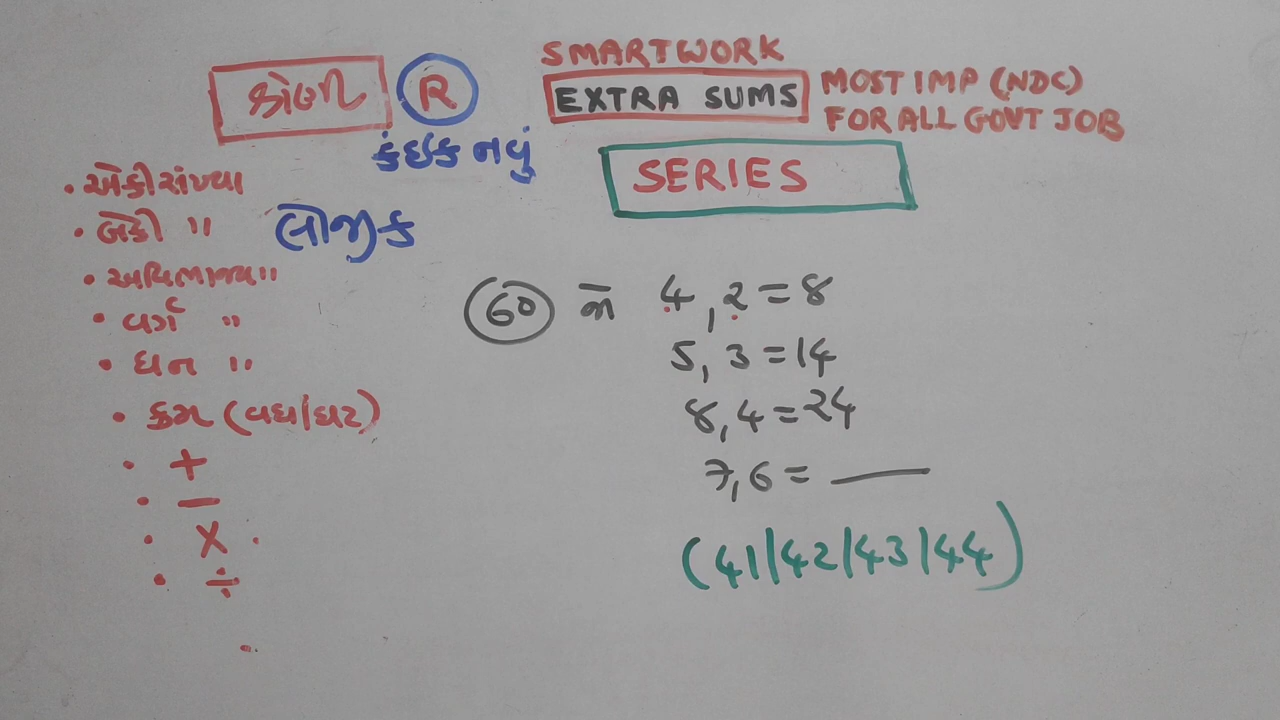 શ્રેણી R SMARTWORK
EXTRA SUMS MOST IMP (NDC)
FOR ALL GOVT JOB
કંઈક નવું
SERIES
• એકી સંખ્યા
• બેકી " લોજીક
• અવિભાજ્ય "
• વર્ગ "
• ઘન "
• ક્રમ (વધ/ઘટ)
• +
• —
• ×
• ÷
60 જો 4, 2 = 8
5, 3 = 14
8, 4 = 24
7, 6 = ___
(41/42/43/44)